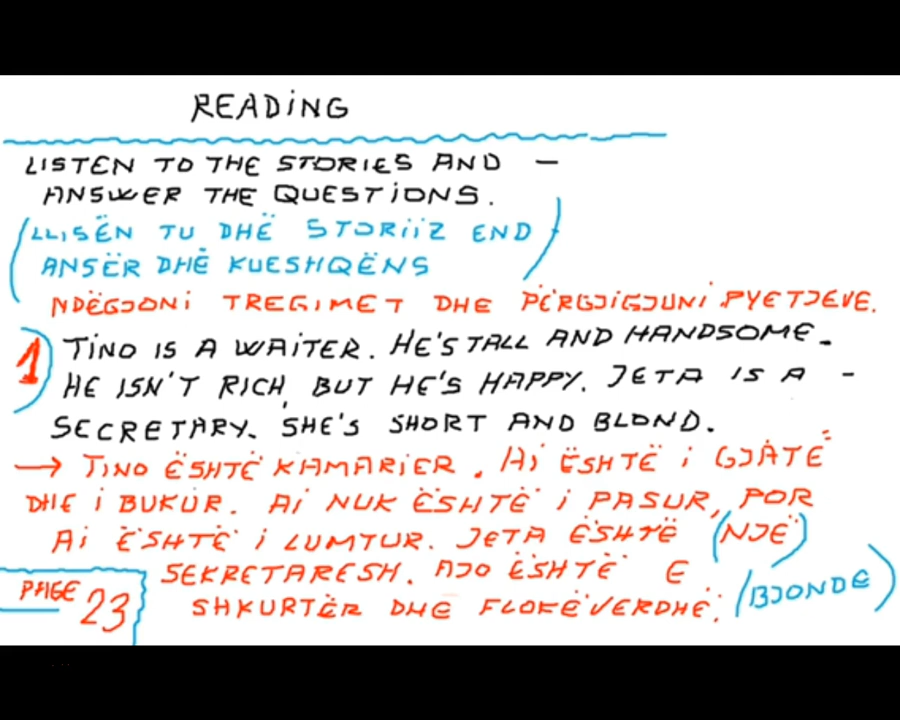 READING
LISTEN TO THE STORIES AND -
ANSWER THE QUESTIONS.
(LLISËN TU DHË STORIIZ END
ANSËR DHË KUESHQËNS)
NDËGJONI TREGIMET DHE PËRGJIGJUNI PYETJEVE.
1) TINO IS A WAITER. HE'S TALL AND HANDSOME.
HE ISN'T RICH, BUT HE'S HAPPY. JETA IS A -
SECRETARY. SHE'S SHORT AND BLOND.
→ TINO ËSHTË KAMARIER. AI ËSHTË I GJATË
DHE I BUKUR. AI NUK ËSHTË I PASUR, POR
AI ËSHTË I LUMTUR. JETA ËSHTË (NJË)
SEKRETARESH. AJO ËSHTË E
SHKURTËR DHE FLOKËVERDHË. (BJONDE)
PAGE 23